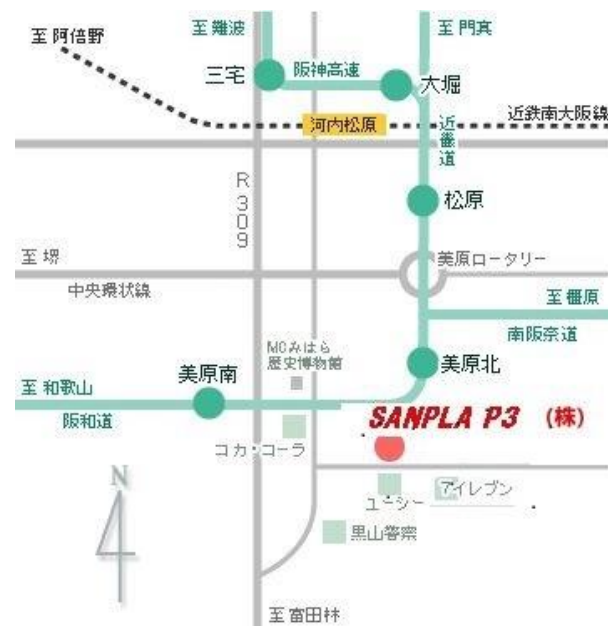 至難波
至門真
至阿倍野
三宅
阪神高速
大堀
近鉄南大阪線
河内松原
近畿道
R309
松原
至堺
美原ロータリー
中央環状線
至橿原
南阪奈道
MCみはら
歴史博物館
美原北
美原南
至和歌山
阪和道
SANPLA P3 (株)
コカ・コーラ
アイレブン
ユーシー
黒山警察
N
至富田林